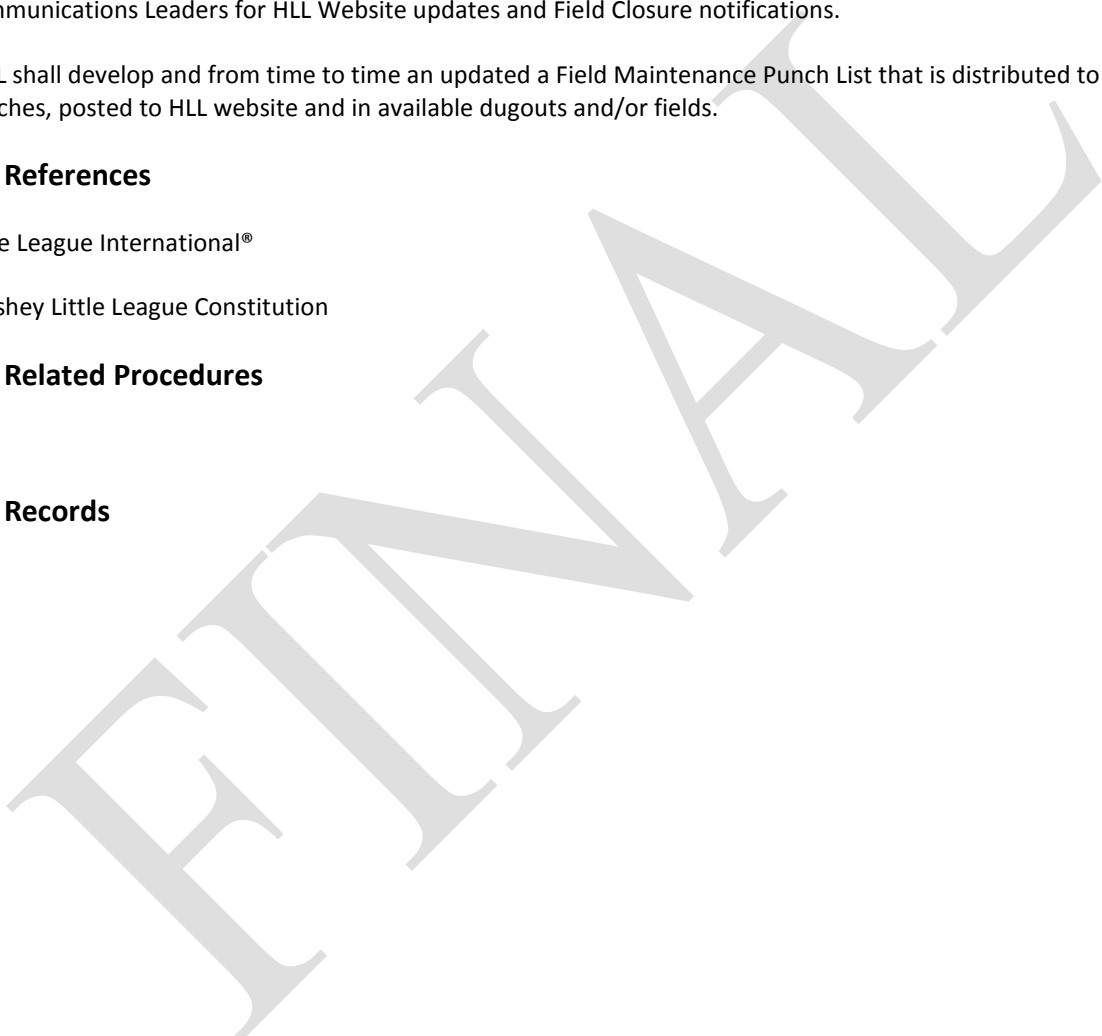 mmunications Leaders for HLL Website updates and Field Closure notifications.
L shall develop and from time to time an updated a Field Maintenance Punch List that is distributed to
ches, posted to HLL website and in available dugouts and/or fields.
References
e League International®
shey Little League Constitution
Related Procedures
Records
FINAL